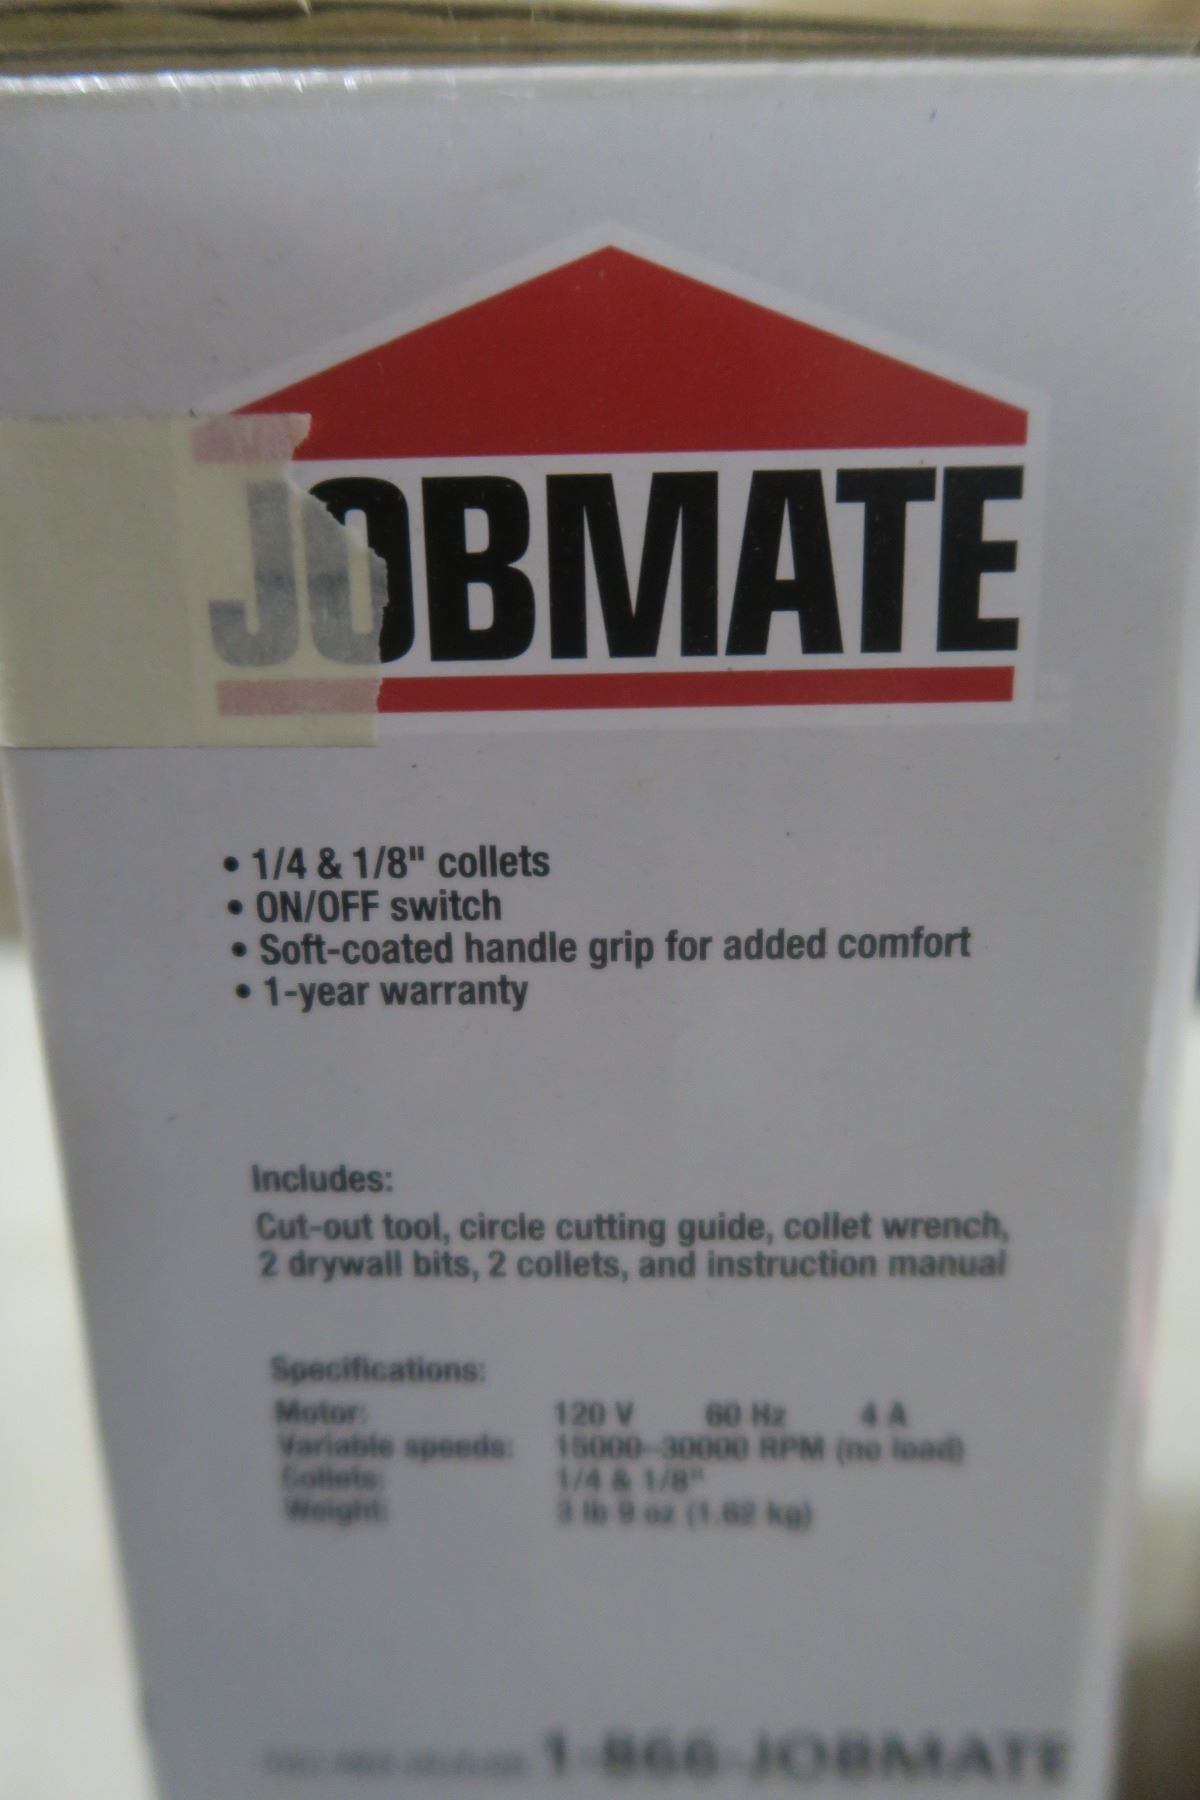 JOBMATE
• 1/4 & 1/8" collets
• ON/OFF switch
• Soft-coated handle grip for added comfort
• 1-year warranty
Includes:
Cut-out tool, circle cutting guide, collet wrench,
2 drywall bits, 2 collets, and instruction manual
Specifications:
Motor: 120 V 60 Hz 4 A
Variable speeds: 15000–30000 RPM (no load)
Collets: 1/4 & 1/8"
Weight: 3 lb 9 oz (1.62 kg)
1-866-JOBMATE